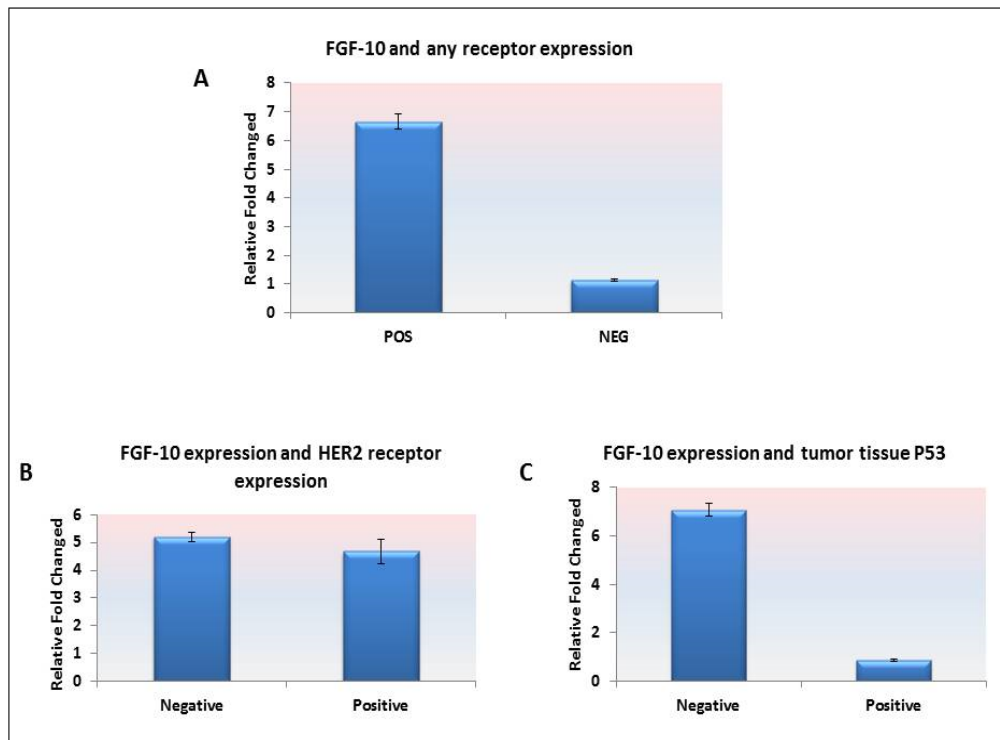 FGF-10 and any receptor expression
A
Relative Fold Changed
8
7
6
5
4
3
2
1
0
POS NEG
FGF-10 expression and HER2 receptor
expression
B
Relative Fold Changed
6
5
4
3
2
1
0
Negative Positive
FGF-10 expression and tumor tissue P53
C
Relative Fold Changed
8
6
4
2
0
Negative Positive